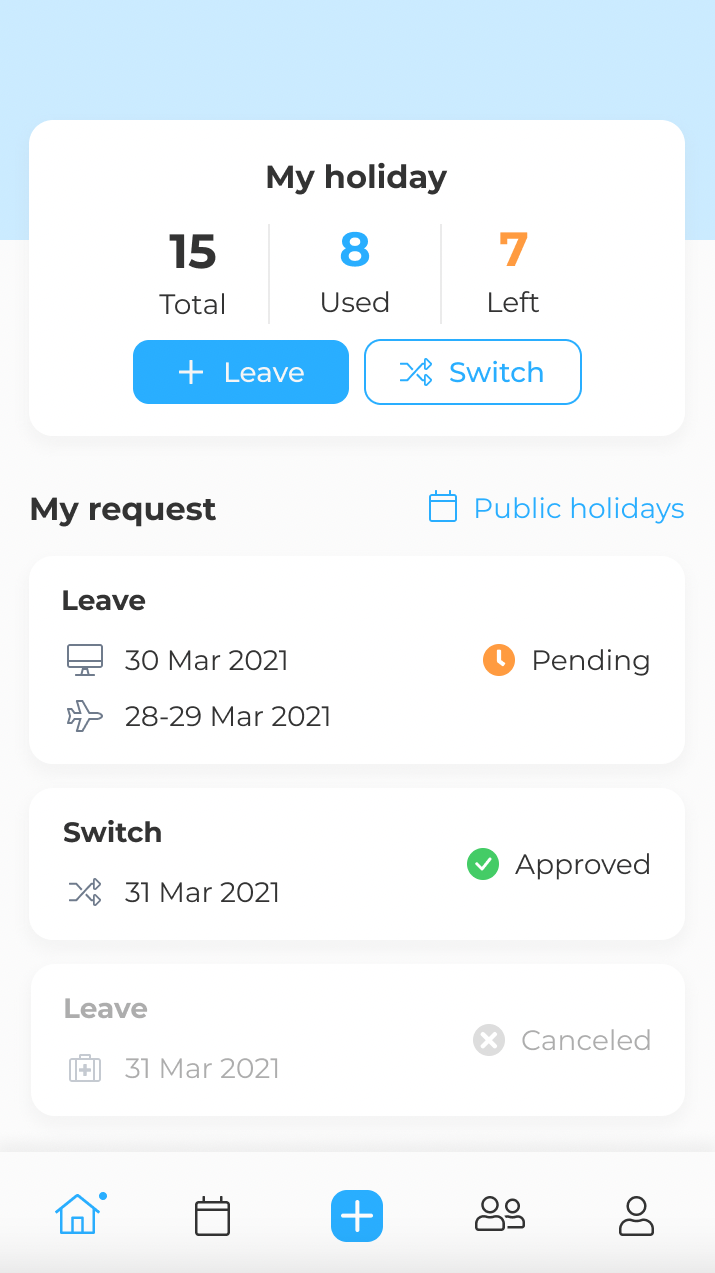 My holiday
15 8 7
Total Used Left
Leave Switch
My request Public holidays
Leave
30 Mar 2021 Pending
28-29 Mar 2021
Switch
Approved
31 Mar 2021
Leave
Canceled
31 Mar 2021